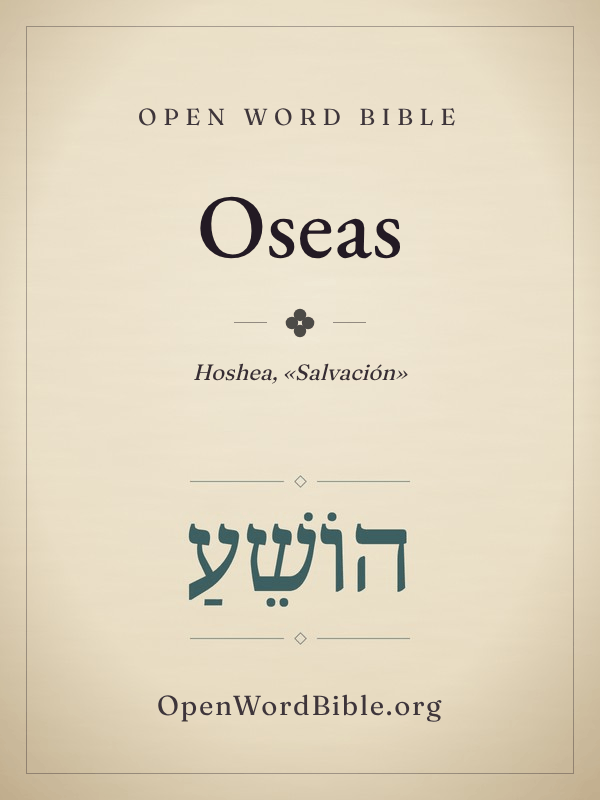 OPEN WORD BIBLE
Oseas
Hoshea, «Salvación»
הוֹשֵׁעַ
OpenWordBible.org